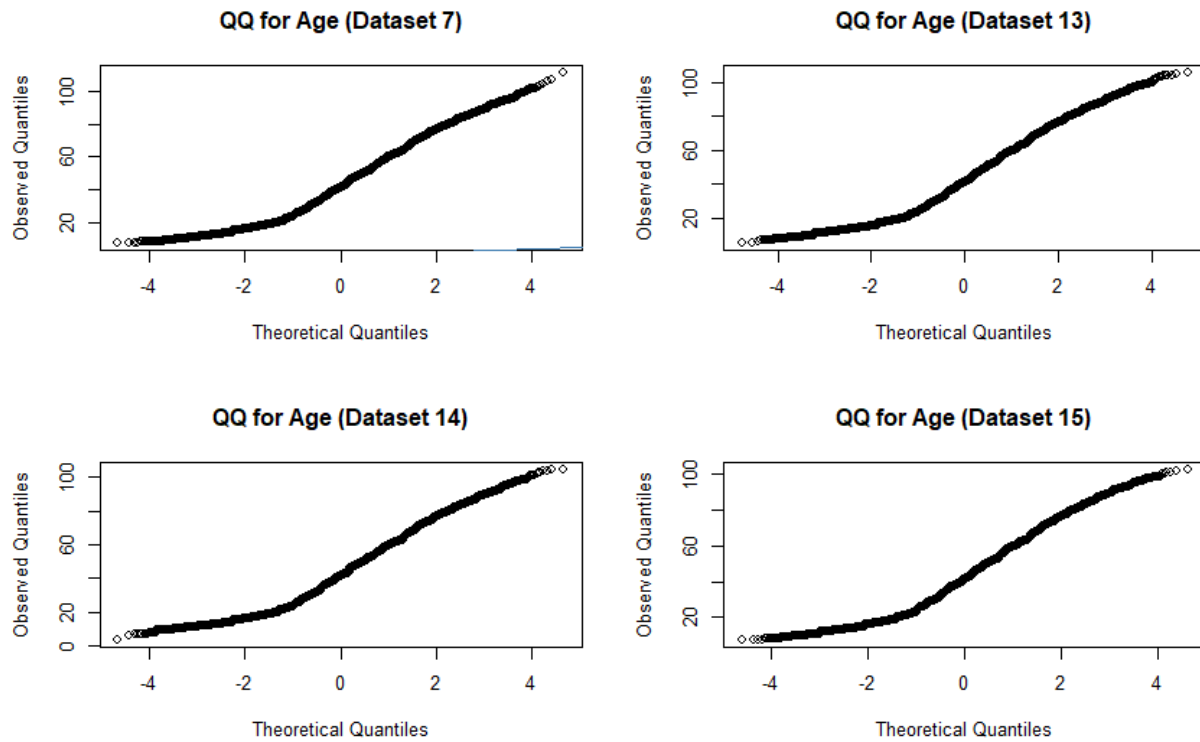 QQ for Age (Dataset 7)
Observed Quantiles
100
60
20
-4 -2 0 2 4
Theoretical Quantiles
QQ for Age (Dataset 13)
Observed Quantiles
100
60
20
-4 -2 0 2 4
Theoretical Quantiles
QQ for Age (Dataset 14)
Observed Quantiles
100
60
20
0
-4 -2 0 2 4
Theoretical Quantiles
QQ for Age (Dataset 15)
Observed Quantiles
100
60
20
-4 -2 0 2 4
Theoretical Quantiles